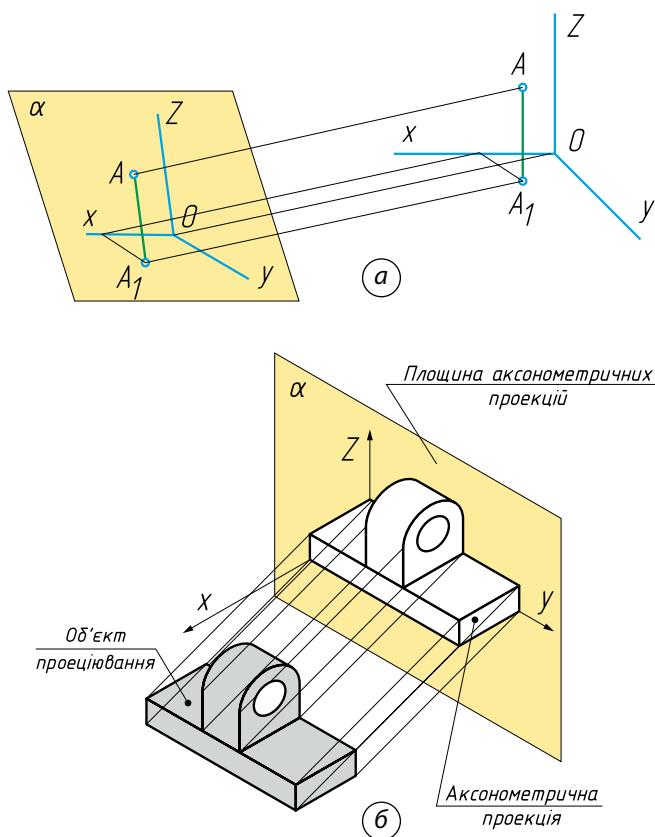 Z
A
α
Z
x
O
A
x
O
A1
y
A1
y
а
Площина аксонометричних
проекцій
α
Z
x
y
Об'єкт
проеціювання
Аксонометрична
проекція
б